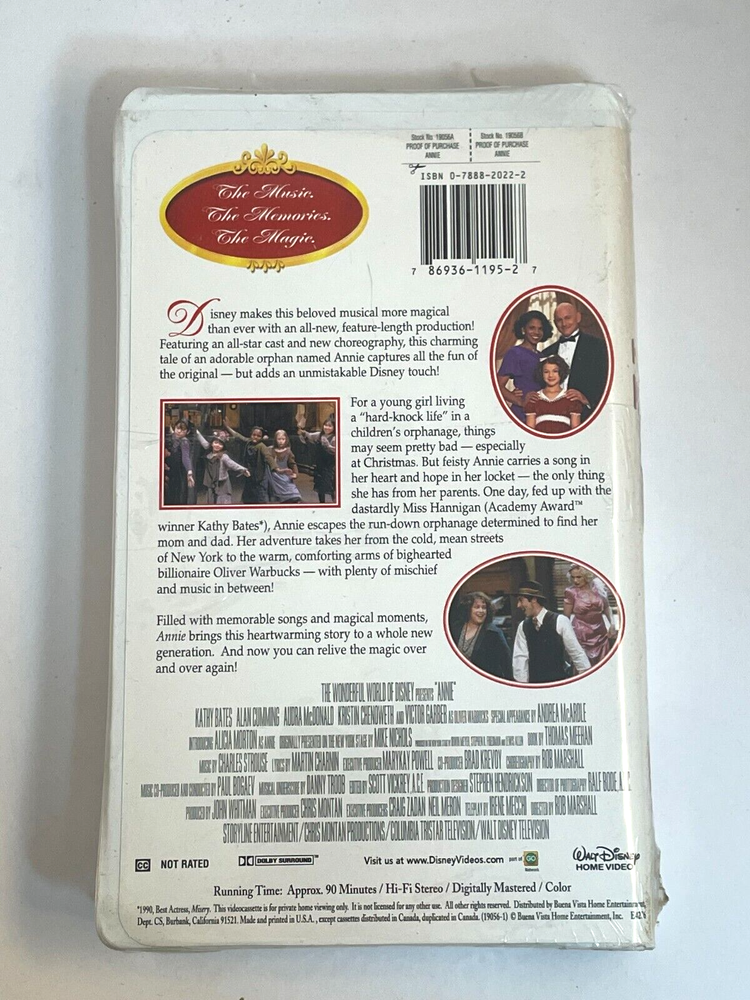 Stock No. 19056A
PROOF OF PURCHASE
ANNIE
Stock No. 19056B
PROOF OF PURCHASE
ANNIE
ISBN 0-7888-2022-2
7 86936-1195-2 7
The Music.
The Memories.
The Magic.
Disney makes this beloved musical more magical
than ever with an all-new, feature-length production!
Featuring an all-star cast and new choreography, this charming
tale of an adorable orphan named Annie captures all the fun of
the original — but adds an unmistakable Disney touch!
For a young girl living
a "hard-knock life" in a
children's orphanage, things
may seem pretty bad — especially
at Christmas. But feisty Annie carries a song in
her heart and hope in her locket — the only thing
she has from her parents. One day, fed up with the
dastardly Miss Hannigan (Academy Award™
winner Kathy Bates*), Annie escapes the run-down orphanage determined to find her
mom and dad. Her adventure takes her from the cold, mean streets
of New York to the warm, comforting arms of bighearted
billionaire Oliver Warbucks — with plenty of mischief
and music in between!
Filled with memorable songs and magical moments,
Annie brings this heartwarming story to a whole new
generation. And now you can relive the magic over
and over again!
THE WONDERFUL WORLD OF DISNEY PRESENTS "ANNIE"
KATHY BATES ALAN CUMMING AUDRA McDONALD KRISTIN CHENOWETH AND VICTOR GARBER AS OLIVER WARBUCKS SPECIAL APPEARANCE BY ANDREA McARDLE
INTRODUCING ALICIA MORTON AS ANNIE ORIGINALLY PRESENTED ON THE NEW YORK STAGE BY MIKE NICHOLS BOOK BY THOMAS MEEHAN
MUSIC BY CHARLES STROUSE LYRICS BY MARTIN CHARNIN EXECUTIVE PRODUCER MARYKAY POWELL CO-PRODUCER BRAD KREVOY CHOREOGRAPHY BY ROB MARSHALL
MUSIC CO-PRODUCED AND CONDUCTED BY PAUL BOGAEV MUSICAL UNDERSCORE BY DANNY TROOB EDITED BY SCOTT VICKREY, A.C.E. PRODUCTION DESIGNER STEPHEN HENDRICKSON DIRECTOR OF PHOTOGRAPHY RALF BODE, A.
PRODUCED BY JOHN WHITMAN EXECUTIVE PRODUCER CHRIS MONTAN EXECUTIVE PRODUCERS CRAIG ZADAN NEIL MERON TELEPLAY BY IRENE MECCHI DIRECTED BY ROB MARSHALL
STORYLINE ENTERTAINMENT/CHRIS MONTAN PRODUCTIONS/COLUMBIA TRISTAR TELEVISION/WALT DISNEY TELEVISION
CC NOT RATED DOLBY SURROUND™ Visit us at www.DisneyVideos.com part of GO Network
WALT DISNEY
HOME VIDEO
Running Time: Approx. 90 Minutes / Hi-Fi Stereo / Digitally Mastered / Color
*1990, Best Actress, Misery. This videocassette is for private home viewing only. It is not licensed for any other use. All other rights reserved. Distributed by Buena Vista Home Entertainment,
Dept. CS, Burbank, California 91521. Made and printed in U.S.A., except cassettes distributed in Canada, duplicated in Canada. (19056-1) © Buena Vista Home Entertainment, Inc.